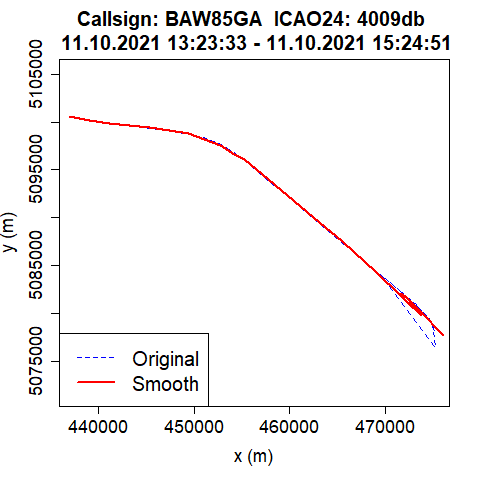 Callsign: BAW85GA  ICAO24: 4009db
11.10.2021 13:23:33 - 11.10.2021 15:24:51
5105000
5095000
5085000
5075000
y (m)
Original
Smooth
440000 450000 460000 470000
x (m)